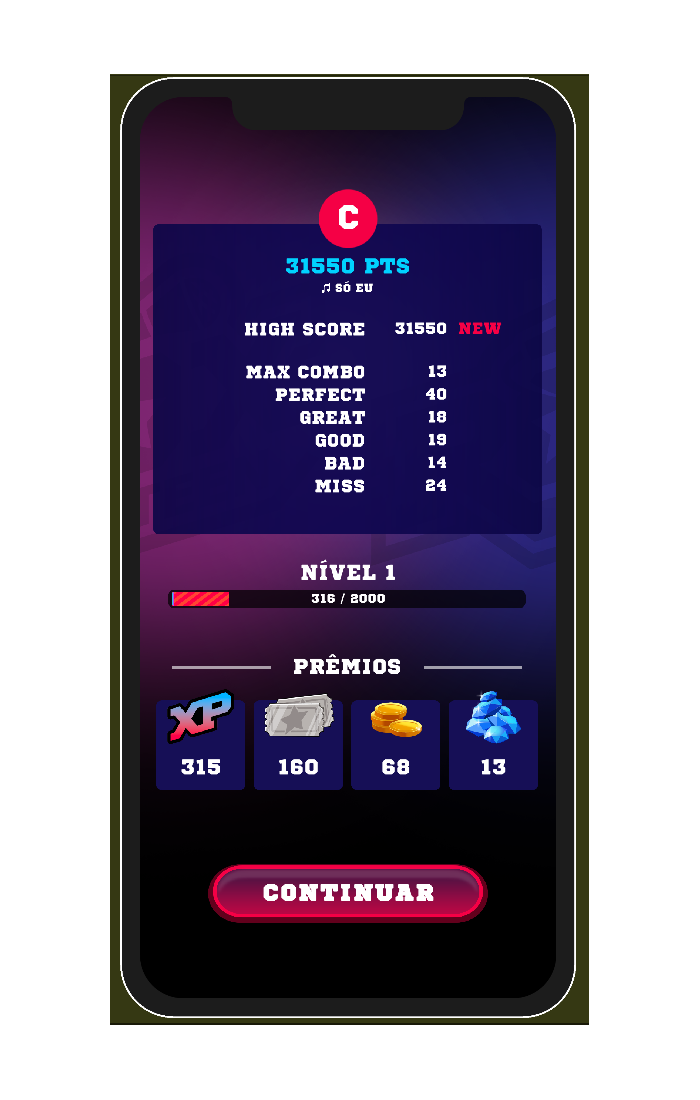 C
31550 PTS
♫ SÓ EU
HIGH SCORE 31550 NEW
MAX COMBO 13
PERFECT 40
GREAT 18
GOOD 19
BAD 14
MISS 24
NÍVEL 1
316 / 2000
PRÊMIOS
XP
315 160 68 13
CONTINUAR